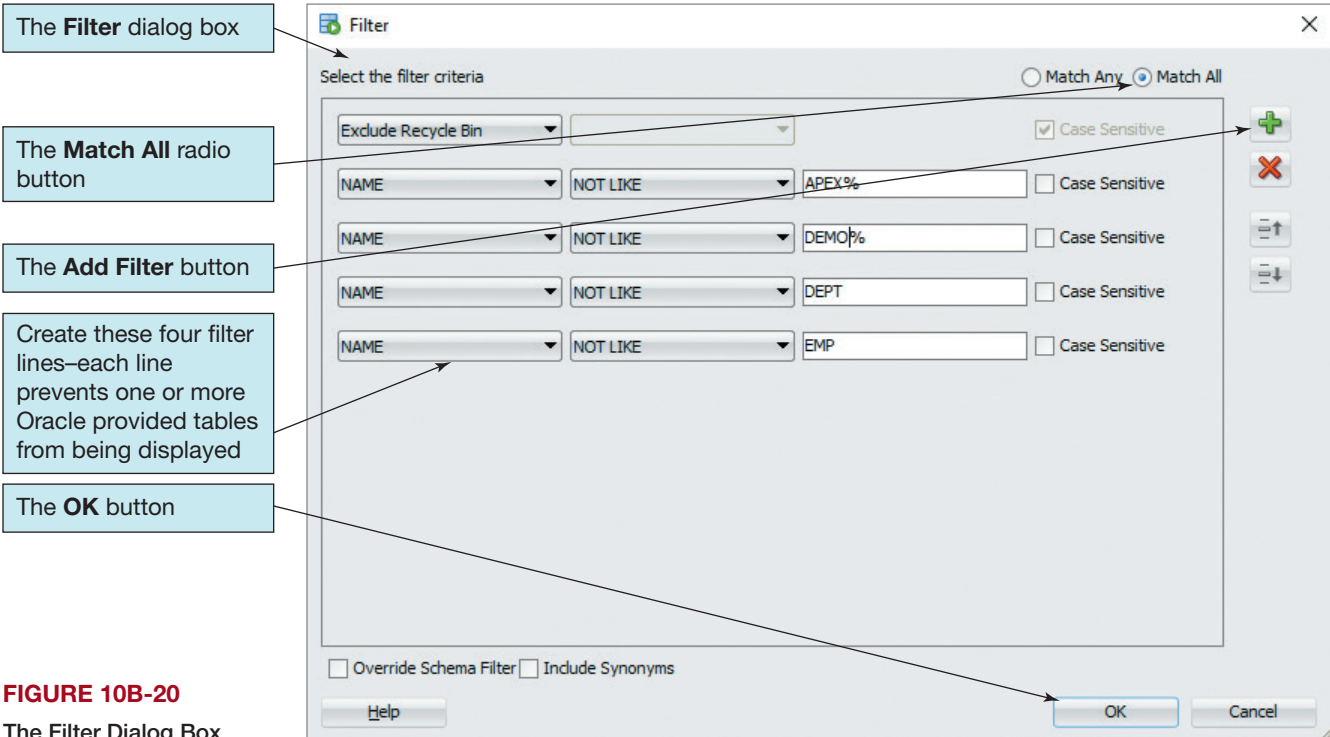 The Filter dialog box
The Match All radio
button
The Add Filter button
Create these four filter
lines–each line
prevents one or more
Oracle provided tables
from being displayed
The OK button
FIGURE 10B-20
The Filter Dialog Box
Filter
Select the filter criteria
Match Any Match All
Exclude Recycle Bin Case Sensitive
NAME NOT LIKE APEX% Case Sensitive
NAME NOT LIKE DEMO% Case Sensitive
NAME NOT LIKE DEPT Case Sensitive
NAME NOT LIKE EMP Case Sensitive
Override Schema Filter Include Synonyms
Help OK Cancel